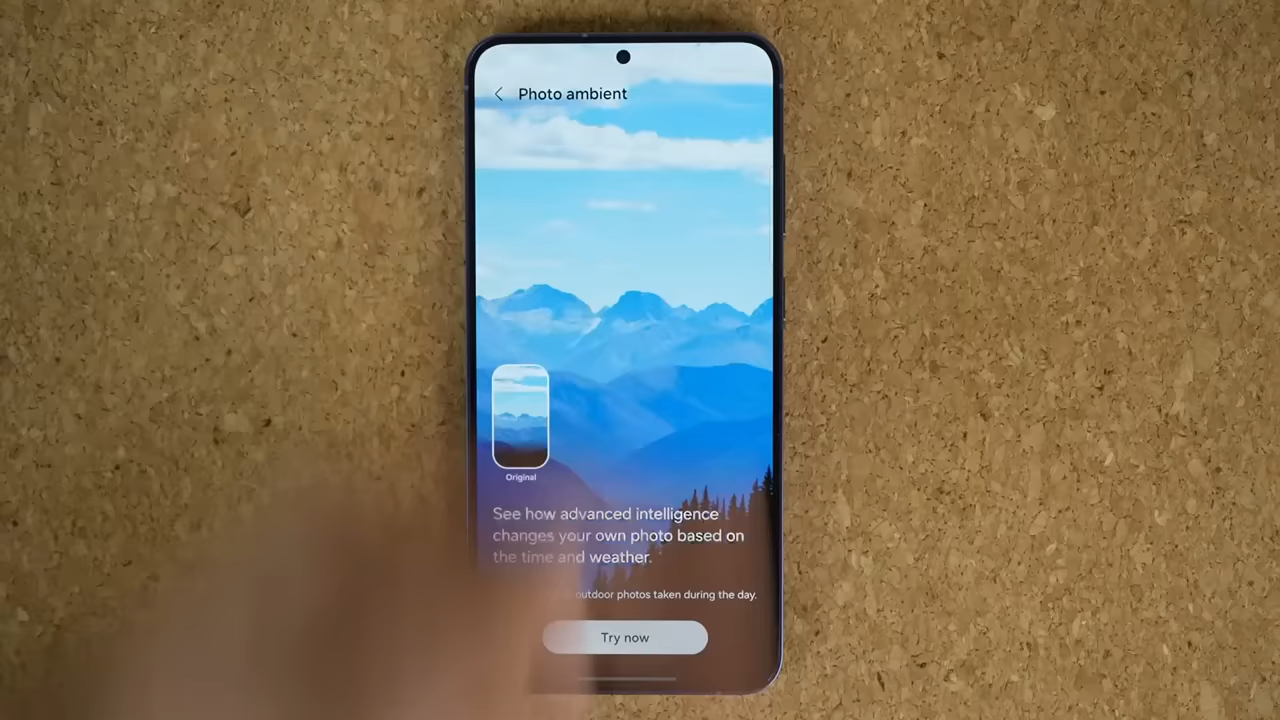 Photo ambient
Original
See how advanced intelligence
changes your own photo based on
the time and weather.
outdoor photos taken during the day.
Try now